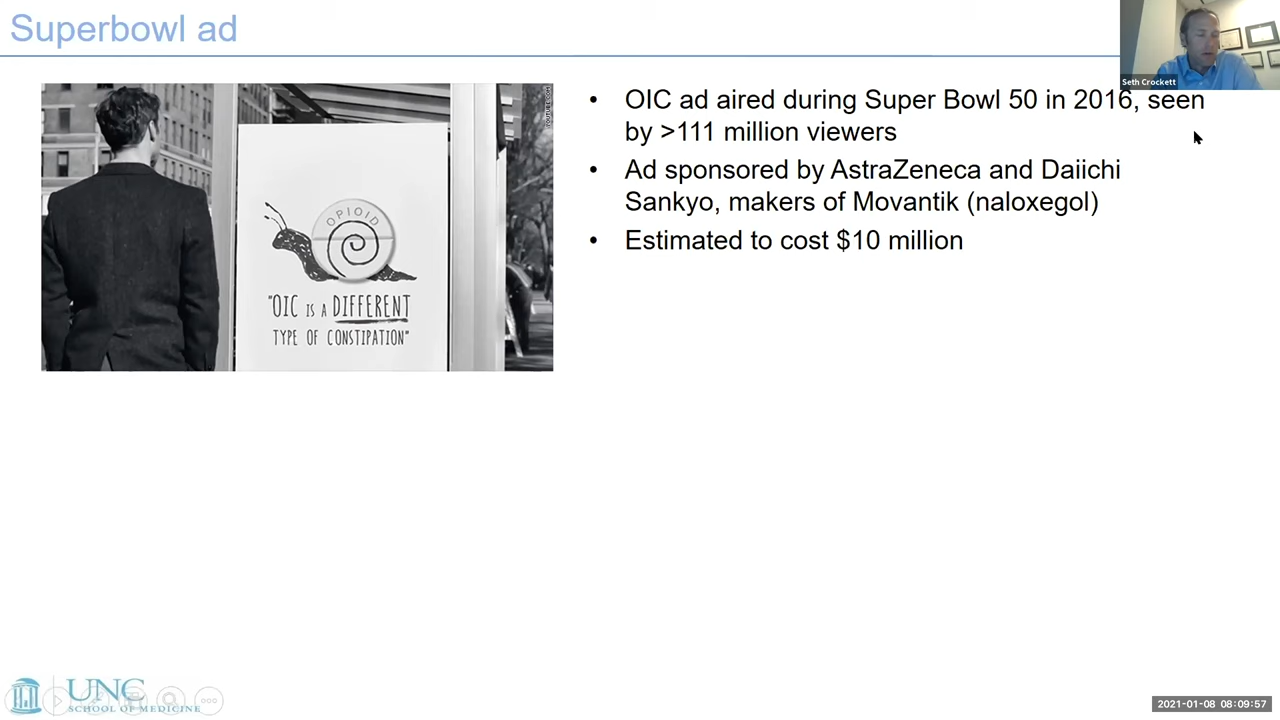 Superbowl ad
Seth Crockett
YOUTUBE.COM
OPIOID
"OIC IS A DIFFERENT
TYPE OF CONSTIPATION"
• OIC ad aired during Super Bowl 50 in 2016, seen
by >111 million viewers
• Ad sponsored by AstraZeneca and Daiichi
Sankyo, makers of Movantik (naloxegol)
• Estimated to cost $10 million
UNC
SCHOOL OF MEDICINE
2021-01-08 08:09:57